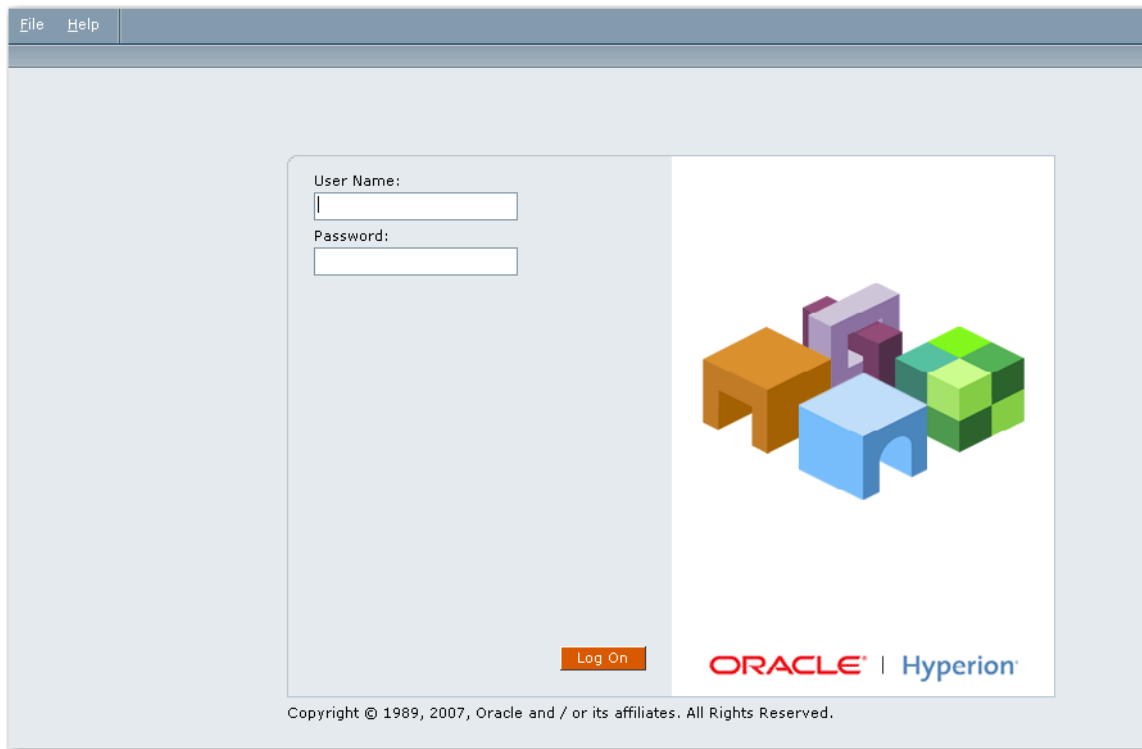 File Help
User Name:
Password:
Log On
ORACLE® | Hyperion
Copyright © 1989, 2007, Oracle and / or its affiliates. All Rights Reserved.